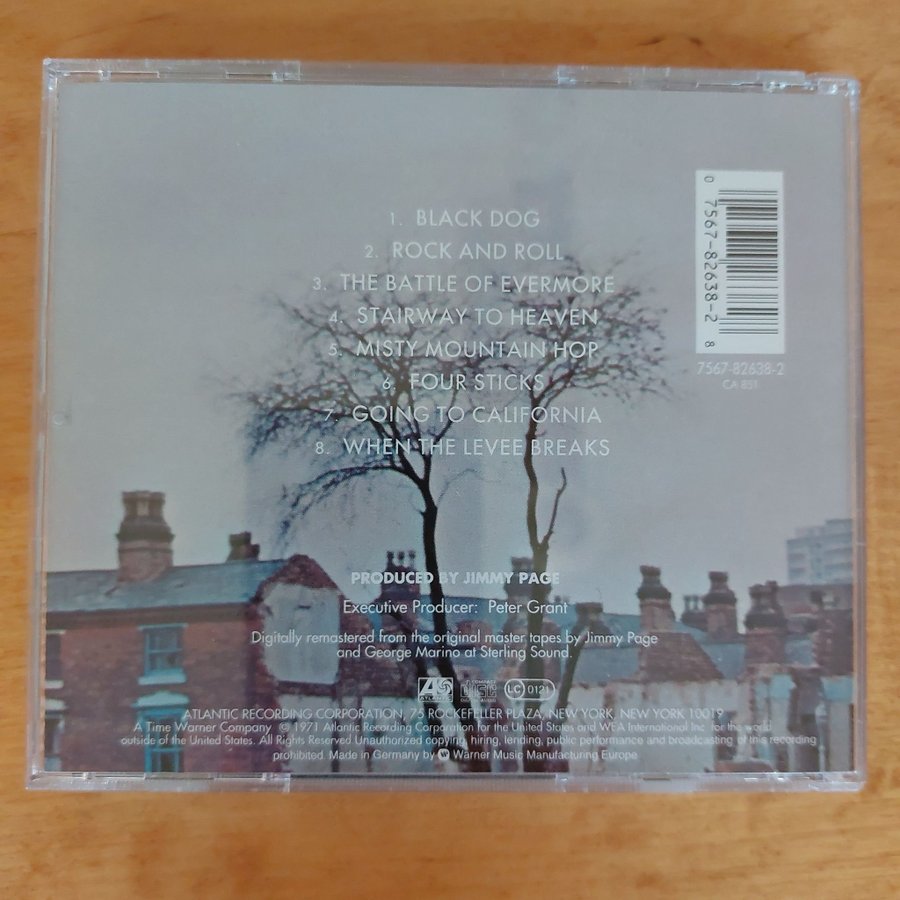 1. BLACK DOG
2. ROCK AND ROLL
3. THE BATTLE OF EVERMORE
4. STAIRWAY TO HEAVEN
5. MISTY MOUNTAIN HOP
6. FOUR STICKS
7. GOING TO CALIFORNIA
8. WHEN THE LEVEE BREAKS
0 7567-82638-2 8
7567-82638-2
CA 851
PRODUCED BY JIMMY PAGE
Executive Producer: Peter Grant
Digitally remastered from the original master tapes by Jimmy Page
and George Marino at Sterling Sound.
ATLANTIC COMPACT disc DIGITAL AUDIO LC 0121
ATLANTIC RECORDING CORPORATION, 75 ROCKEFELLER PLAZA, NEW YORK, NEW YORK 10019
A Time Warner Company ℗ 1971 Atlantic Recording Corporation for the United States and WEA International Inc. for the world
outside of the United States. All Rights Reserved Unauthorized copying, hiring, lending, public performance and broadcasting of this recording
prohibited. Made in Germany by Warner Music Manufacturing Europe